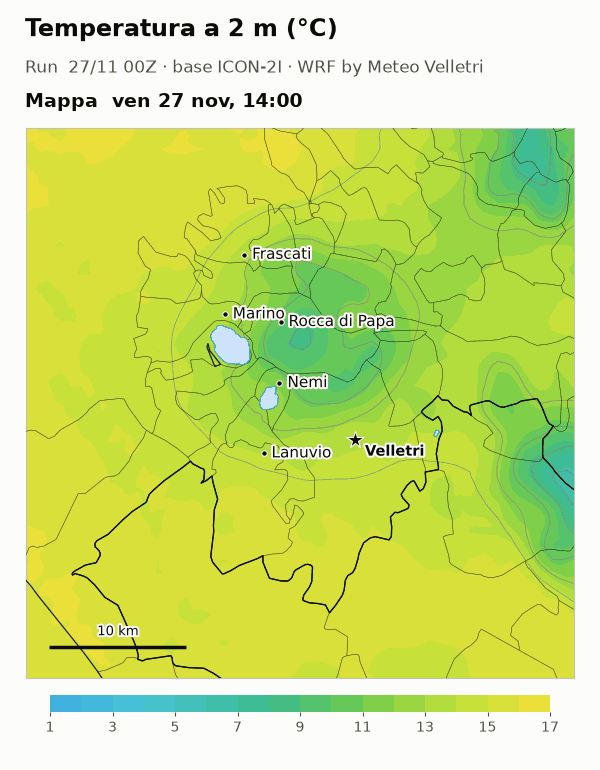 Temperatura a 2 m (°C)
Run  27/11 00Z · base ICON-2I · WRF by Meteo Velletri
Mappa  ven 27 nov, 14:00
Frascati
Marino
Rocca di Papa
Nemi
Velletri
Lanuvio
10 km
1 3 5 7 9 11 13 15 17